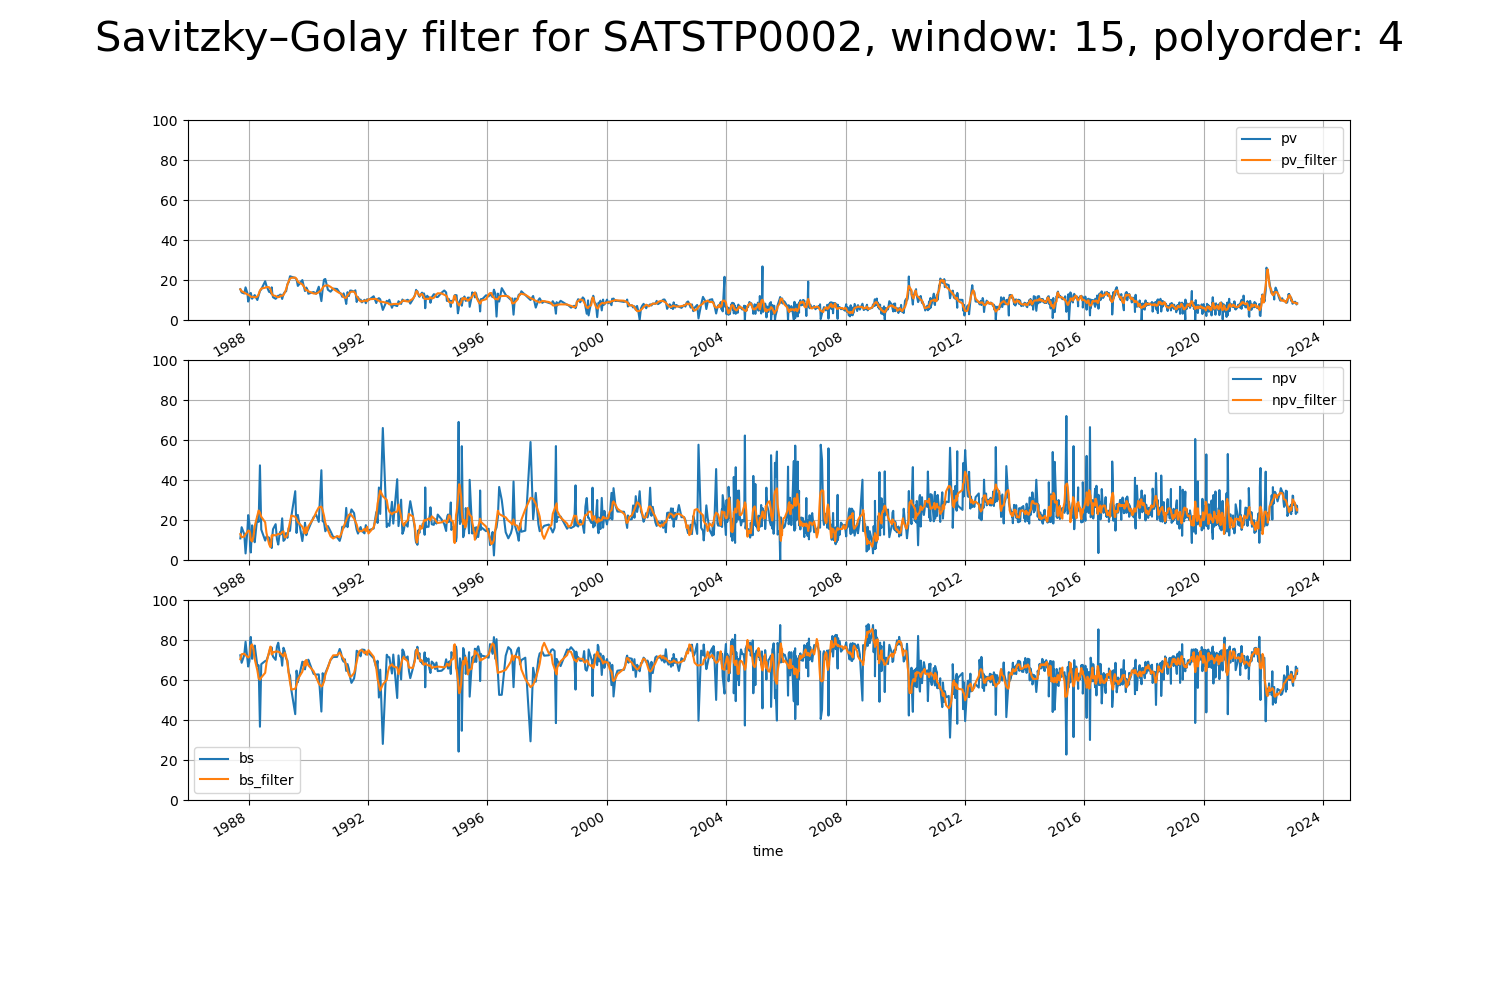 Savitzky–Golay filter for SATSTP0002, window: 15, polyorder: 4
100
80
60
40
20
0
pv
pv_filter
1988 1992 1996 2000 2004 2008 2012 2016 2020 2024
100
80
60
40
20
0
npv
npv_filter
1988 1992 1996 2000 2004 2008 2012 2016 2020 2024
100
80
60
40
20
0
bs
bs_filter
1988 1992 1996 2000 2004 2008 2012 2016 2020 2024
time